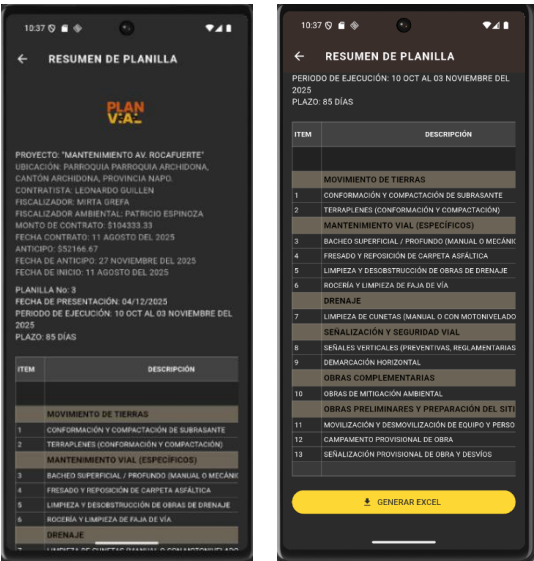 10:37
RESUMEN DE PLANILLA
PLAN
VIAL
PROYECTO: "MANTENIMIENTO AV. ROCAFUERTE"
UBICACIÓN: PARROQUIA PARROQUIA ARCHIDONA,
CANTÓN ARCHIDONA, PROVINCIA NAPO.
CONTRATISTA: LEONARDO GUILLEN
FISCALIZADOR: MIRTA GREFA
FISCALIZADOR AMBIENTAL: PATRICIO ESPINOZA
MONTO DE CONTRATO: $104333.33
FECHA CONTRATO: 11 AGOSTO DEL 2025
ANTICIPO: $52166.67
FECHA DE ANTICIPO: 27 NOVIEMBRE DEL 2025
FECHA DE INICIO: 11 AGOSTO DEL 2025
PLANILLA No: 3
FECHA DE PRESENTACIÓN: 04/12/2025
PERIODO DE EJECUCIÓN: 10 OCT AL 03 NOVIEMBRE DEL
2025
PLAZO: 85 DÍAS
ITEM DESCRIPCIÓN
MOVIMIENTO DE TIERRAS
1 CONFORMACIÓN Y COMPACTACIÓN DE SUBRASANTE
2 TERRAPLENES (CONFORMACIÓN Y COMPACTACIÓN)
MANTENIMIENTO VIAL (ESPECÍFICOS)
3 BACHEO SUPERFICIAL / PROFUNDO (MANUAL O MECÁNIC
4 FRESADO Y REPOSICIÓN DE CARPETA ASFÁLTICA
5 LIMPIEZA Y DESOBSTRUCCIÓN DE OBRAS DE DRENAJE
6 ROCERÍA Y LIMPIEZA DE FAJA DE VÍA
DRENAJE
7 LIMPIEZA DE CUNETAS (MANUAL O CON MOTONIVELADO
10:37
RESUMEN DE PLANILLA
PERIODO DE EJECUCIÓN: 10 OCT AL 03 NOVIEMBRE DEL
2025
PLAZO: 85 DÍAS
ITEM DESCRIPCIÓN
MOVIMIENTO DE TIERRAS
1 CONFORMACIÓN Y COMPACTACIÓN DE SUBRASANTE
2 TERRAPLENES (CONFORMACIÓN Y COMPACTACIÓN)
MANTENIMIENTO VIAL (ESPECÍFICOS)
3 BACHEO SUPERFICIAL / PROFUNDO (MANUAL O MECÁNIC
4 FRESADO Y REPOSICIÓN DE CARPETA ASFÁLTICA
5 LIMPIEZA Y DESOBSTRUCCIÓN DE OBRAS DE DRENAJE
6 ROCERÍA Y LIMPIEZA DE FAJA DE VÍA
DRENAJE
7 LIMPIEZA DE CUNETAS (MANUAL O CON MOTONIVELADO
SEÑALIZACIÓN Y SEGURIDAD VIAL
8 SEÑALES VERTICALES (PREVENTIVAS, REGLAMENTARIAS
9 DEMARCACIÓN HORIZONTAL
OBRAS COMPLEMENTARIAS
10 OBRAS DE MITIGACIÓN AMBIENTAL
OBRAS PRELIMINARES Y PREPARACIÓN DEL SITI
11 MOVILIZACIÓN Y DESMOVILIZACIÓN DE EQUIPO Y PERSO
12 CAMPAMENTO PROVISIONAL DE OBRA
13 SEÑALIZACIÓN PROVISIONAL DE OBRA Y DESVÍOS
GENERAR EXCEL